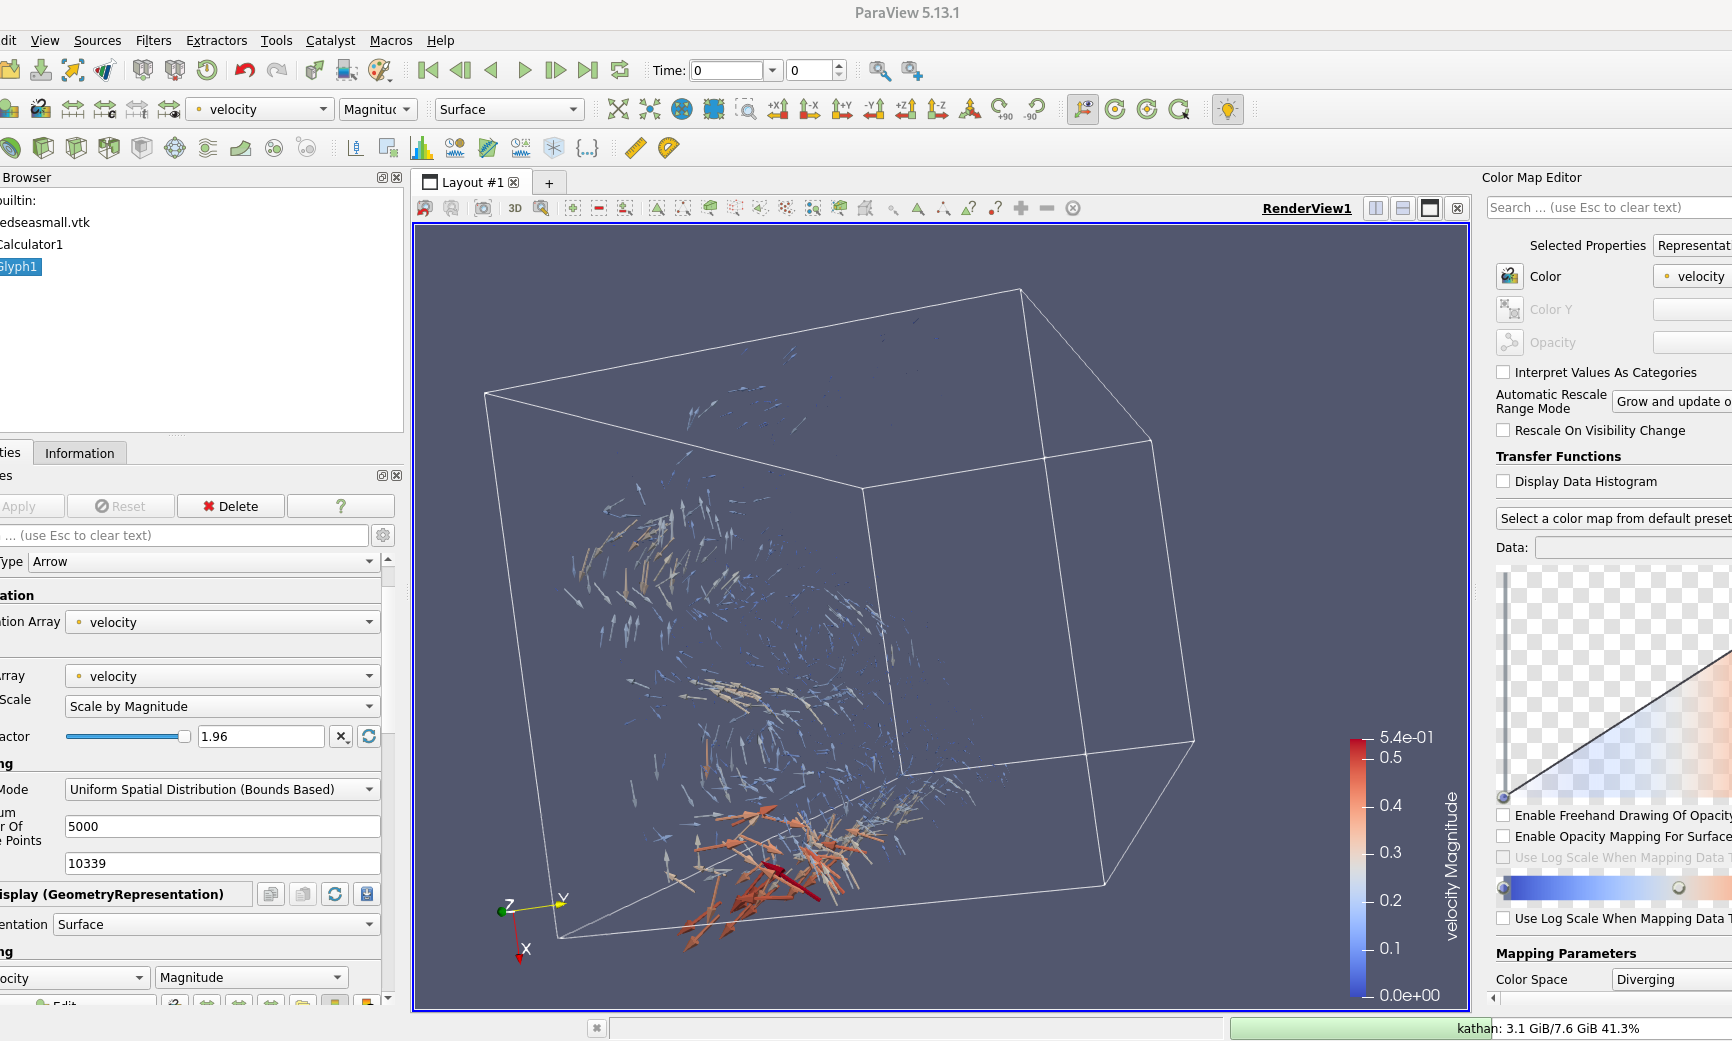 ParaView 5.13.1
dit View Sources Filters Extractors Tools Catalyst Macros Help
Time: 0 0
velocity Magnituc Surface +X -X +Y -Y +Z -Z +90 -90
Browser
uiltin:
edseasmall.vtk
Calculator1
Glyph1
ties Information
es
Apply Reset Delete ?
... (use Esc to clear text)
Type Arrow
ation
tion Array velocity
rray velocity
Scale Scale by Magnitude
actor 1.96
ng
Mode Uniform Spatial Distribution (Bounds Based)
um
r Of
e Points
5000
10339
isplay (GeometryRepresentation)
entation Surface
ng
ocity Magnitude
Edit
Layout #1 +
3D RenderView1
Z Y
X
5.4e-01
0.5
0.4
0.3
0.2
0.1
0.0e+00
velocity Magnitude
Color Map Editor
Search ... (use Esc to clear text)
Selected Properties Representat
Color velocity
Color Y
Opacity
Interpret Values As Categories
Automatic Rescale
Range Mode
Grow and update o
Rescale On Visibility Change
Transfer Functions
Display Data Histogram
Select a color map from default preset
Data:
Enable Freehand Drawing Of Opacity
Enable Opacity Mapping For Surface
Use Log Scale When Mapping Data T
Use Log Scale When Mapping Data T
Mapping Parameters
Color Space Diverging
kathan: 3.1 GiB/7.6 GiB 41.3%